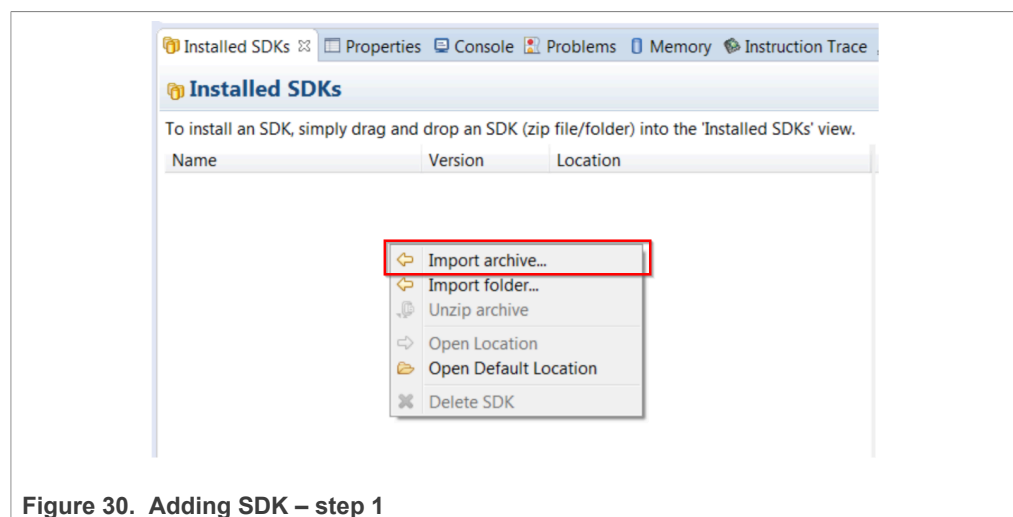 Installed SDKs Properties Console Problems Memory Instruction Trace
Installed SDKs
To install an SDK, simply drag and drop an SDK (zip file/folder) into the 'Installed SDKs' view.
Name Version Location
Import archive...
Import folder...
Unzip archive
Open Location
Open Default Location
Delete SDK
Figure 30. Adding SDK – step 1